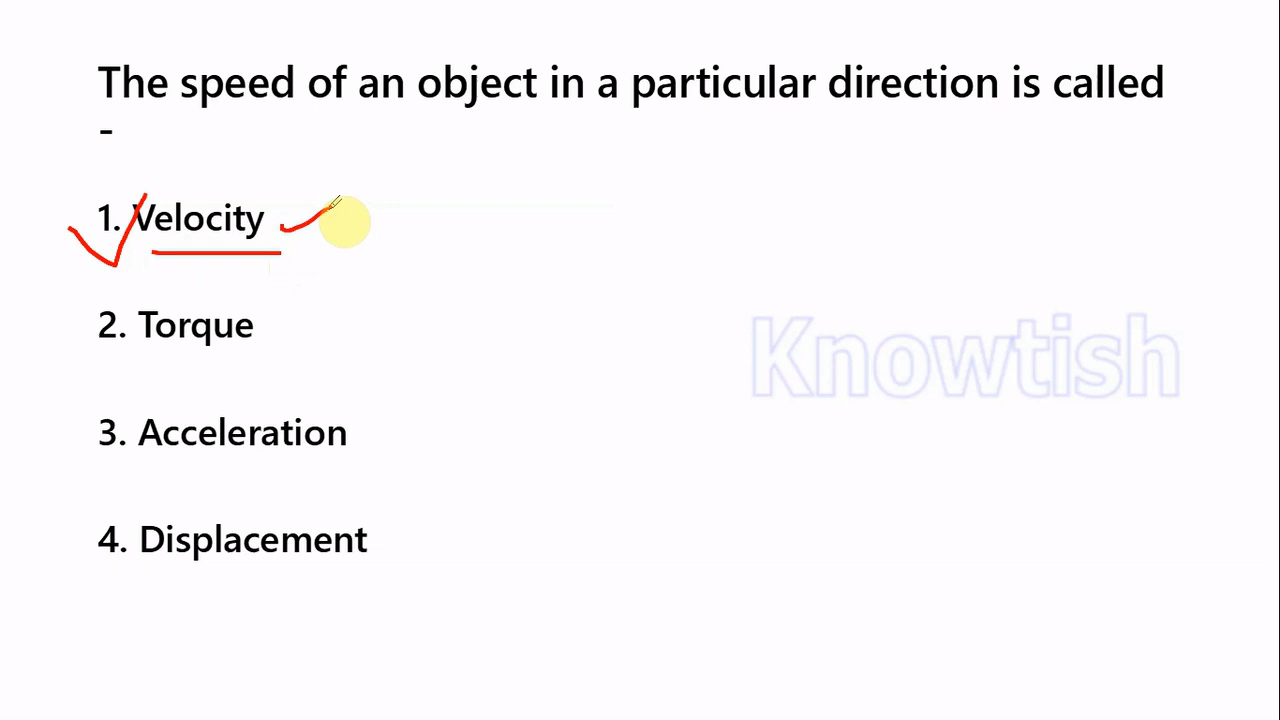 The speed of an object in a particular direction is called
-
1. Velocity
2. Torque
Knowtish
3. Acceleration
4. Displacement